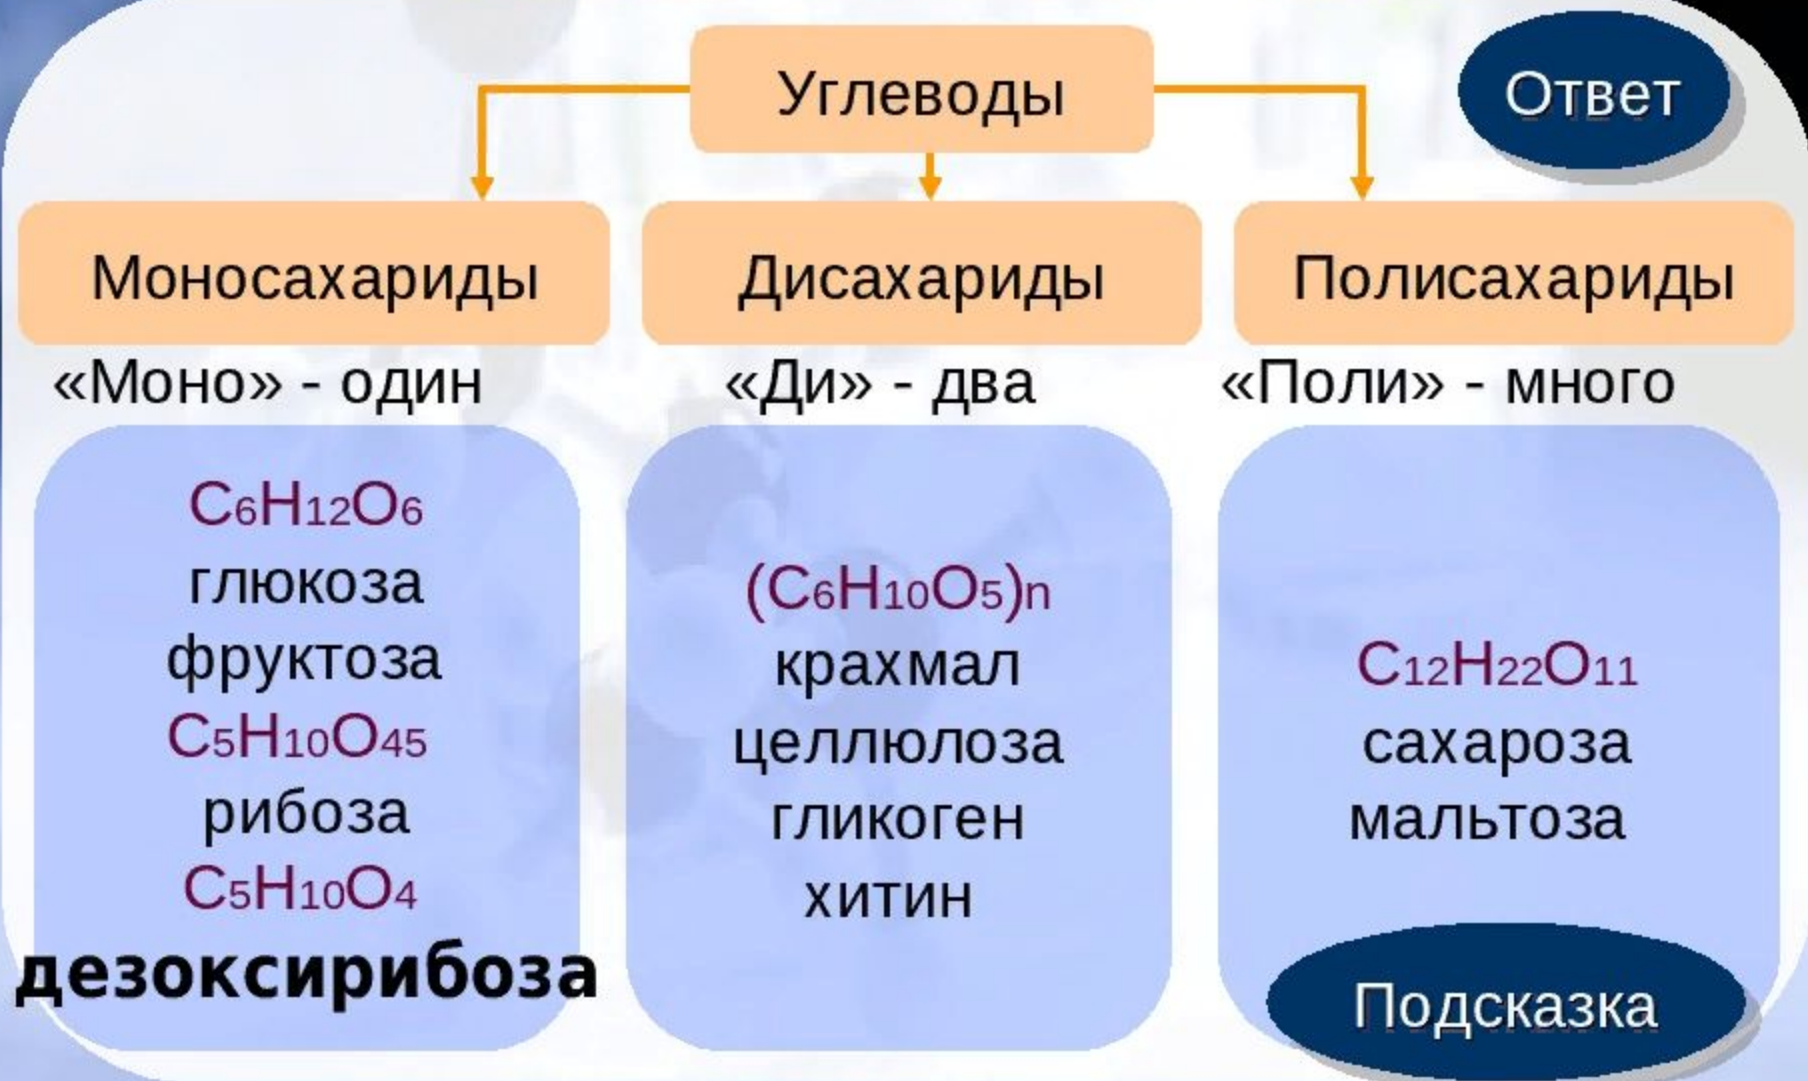 Углеводы
Ответ
Моносахариды
Дисахариды
Полисахариды
«Моно» - один
«Ди» - два
«Поли» - много
C6H12O6
глюкоза
фруктоза
C5H10O45
рибоза
C5H10O4
дезоксирибоза
(C6H10O5)n
крахмал
целлюлоза
гликоген
хитин
C12H22O11
сахароза
мальтоза
Подсказка